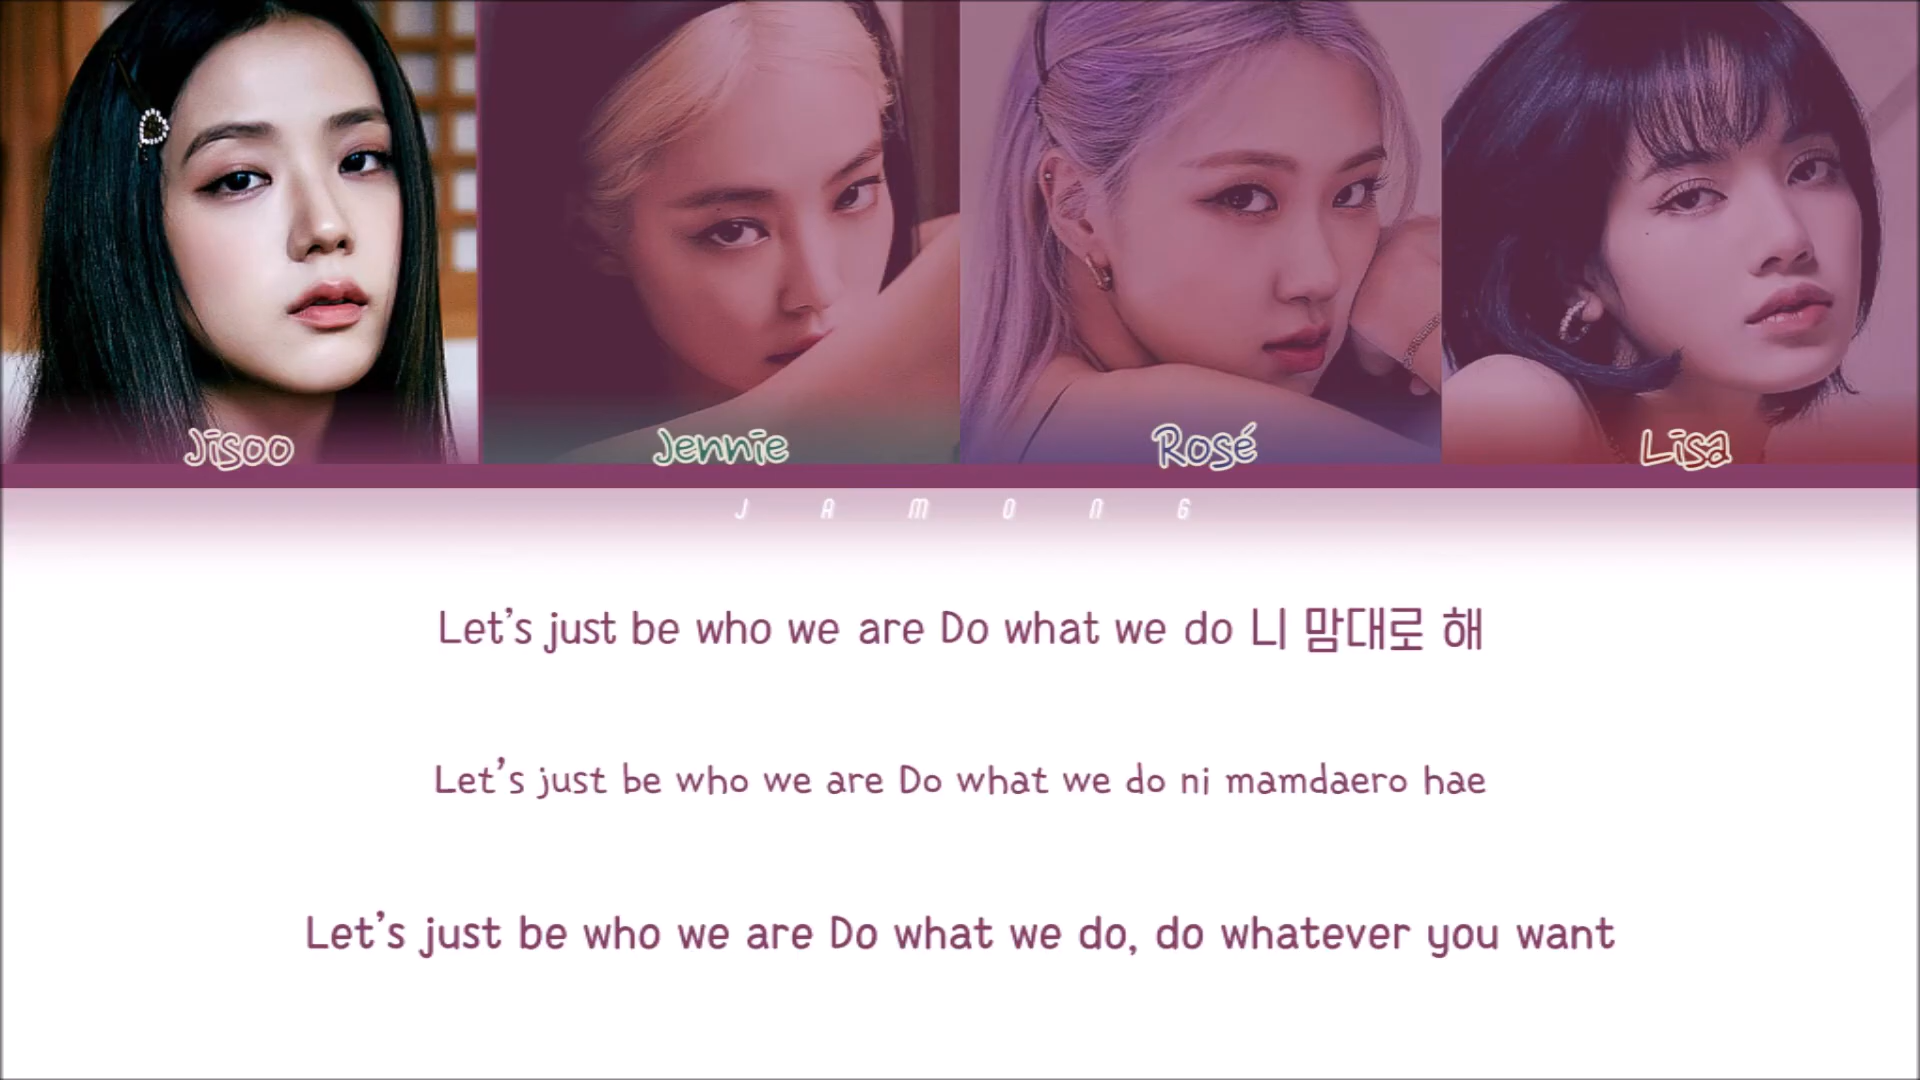 Jisoo Jennie Rosé Lisa
JAMONG
Let's just be who we are Do what we do 니 맘대로 해
Let's just be who we are Do what we do ni mamdaero hae
Let's just be who we are Do what we do, do whatever you want